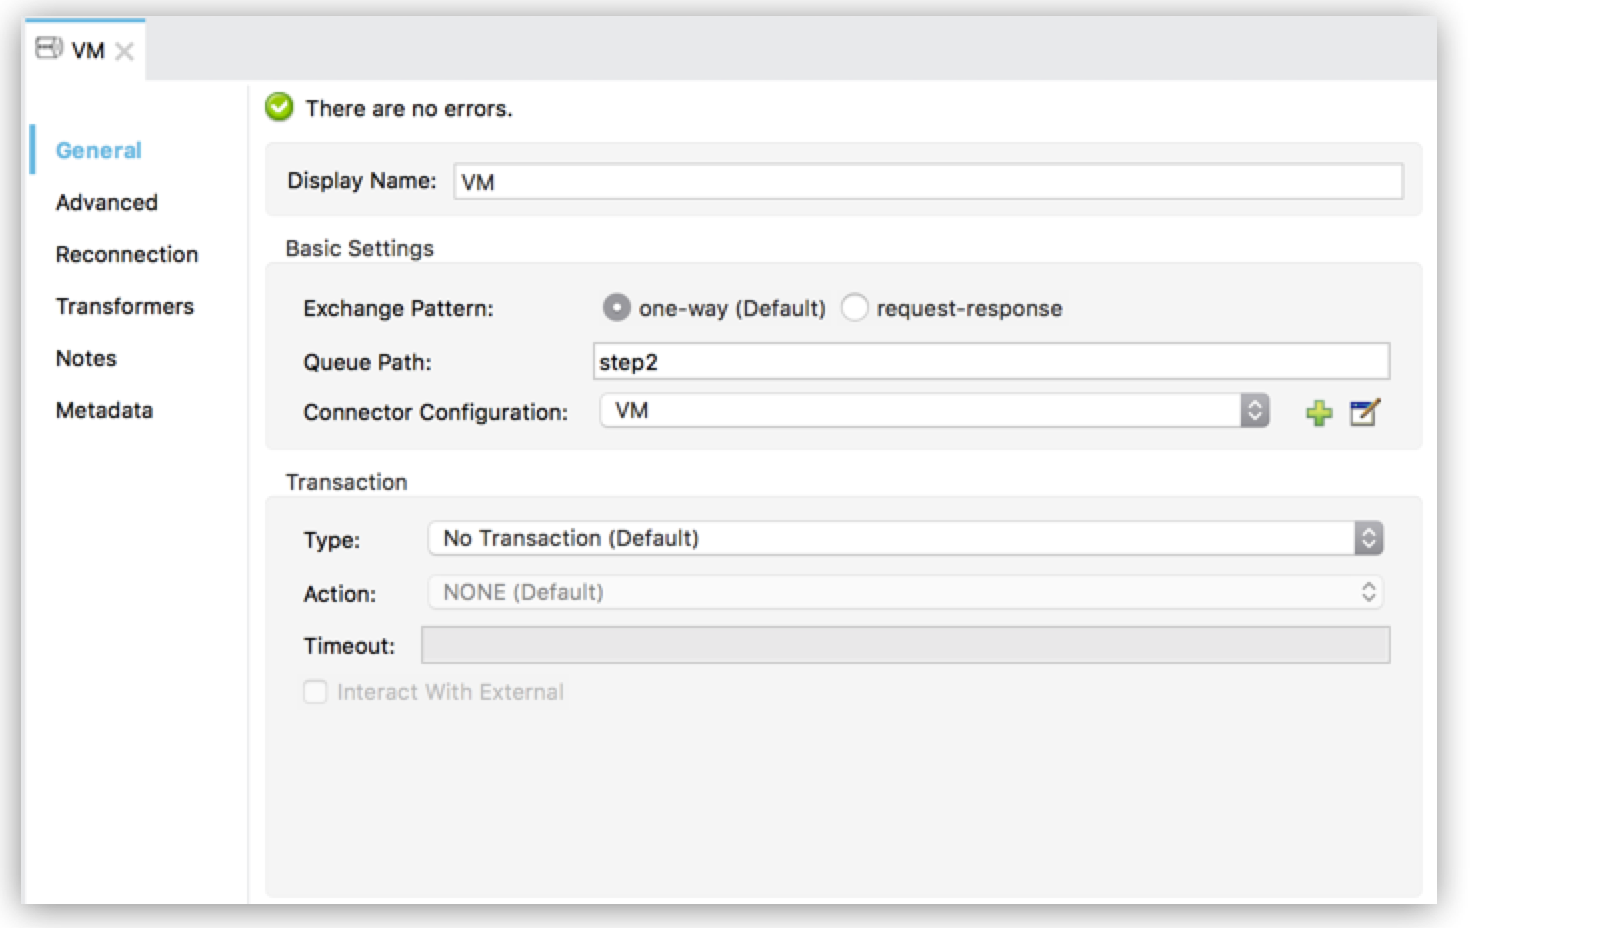 VM
There are no errors.
General
Advanced
Reconnection
Transformers
Notes
Metadata
Display Name: VM
Basic Settings
Exchange Pattern: one-way (Default) request-response
Queue Path: step2
Connector Configuration: VM
Transaction
Type: No Transaction (Default)
Action: NONE (Default)
Timeout:
Interact With External